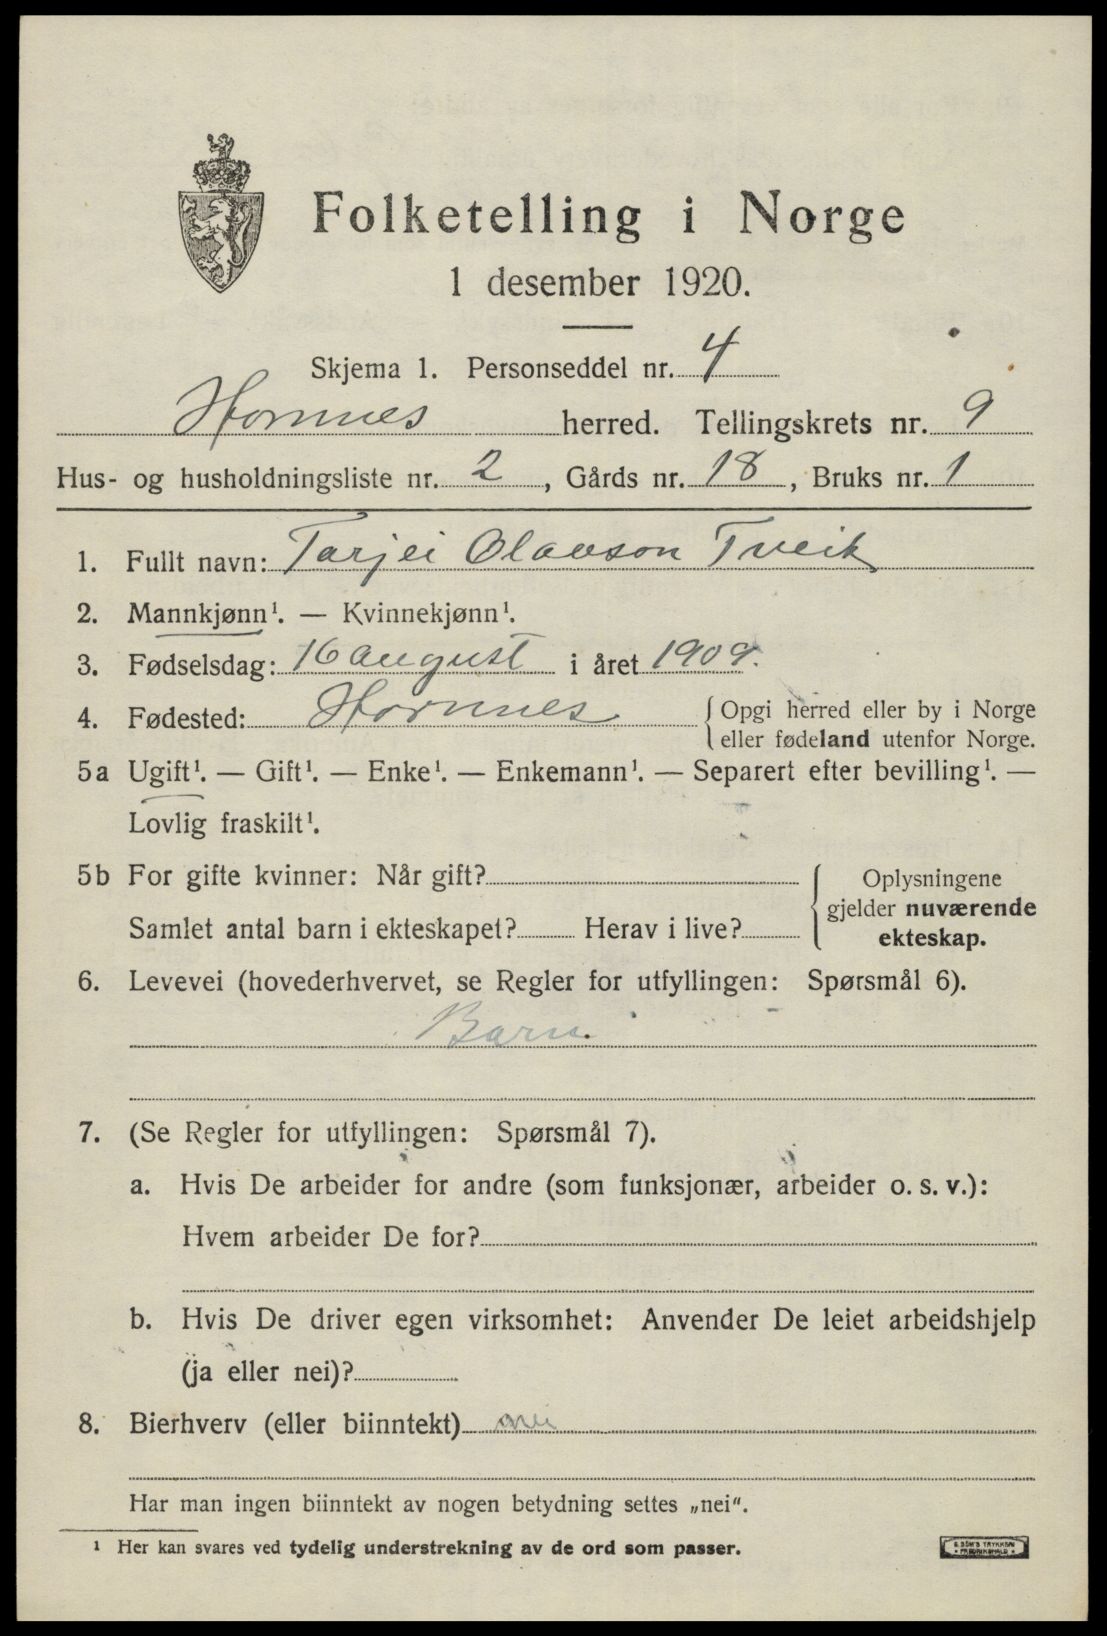 Folketelling i Norge
1 desember 1920.
Skjema 1. Personseddel nr. 4
Hornnes herred. Tellingskrets nr. 9
Hus- og husholdningsliste nr. 2, Gårds nr. 18, Bruks nr. 1
1. Fullt navn: Tarjei Olavson Tveit
2. Mannkjønn¹. — Kvinnekjønn¹.
3. Fødselsdag: 16 august i året 1909.
4. Fødested: Hornnes {Opgi herred eller by i Norge
eller fødeland utenfor Norge.
5a Ugift¹. — Gift¹. — Enke¹. — Enkemann¹. — Separert efter bevilling¹. —
Lovlig fraskilt¹.
5b For gifte kvinner: Når gift?
Samlet antal barn i ekteskapet? Herav i live?
{Oplysningene
gjelder nuværende
ekteskap.
6. Levevei (hovederhvervet, se Regler for utfyllingen: Spørsmål 6).
Barn.
7. (Se Regler for utfyllingen: Spørsmål 7).
a. Hvis De arbeider for andre (som funksjonær, arbeider o. s. v.):
Hvem arbeider De for?
b. Hvis De driver egen virksomhet: Anvender De leiet arbeidshjelp
(ja eller nei)?
8. Bierhverv (eller biinntekt) nei
Har man ingen biinntekt av nogen betydning settes „nei“.
¹ Her kan svares ved tydelig understrekning av de ord som passer.